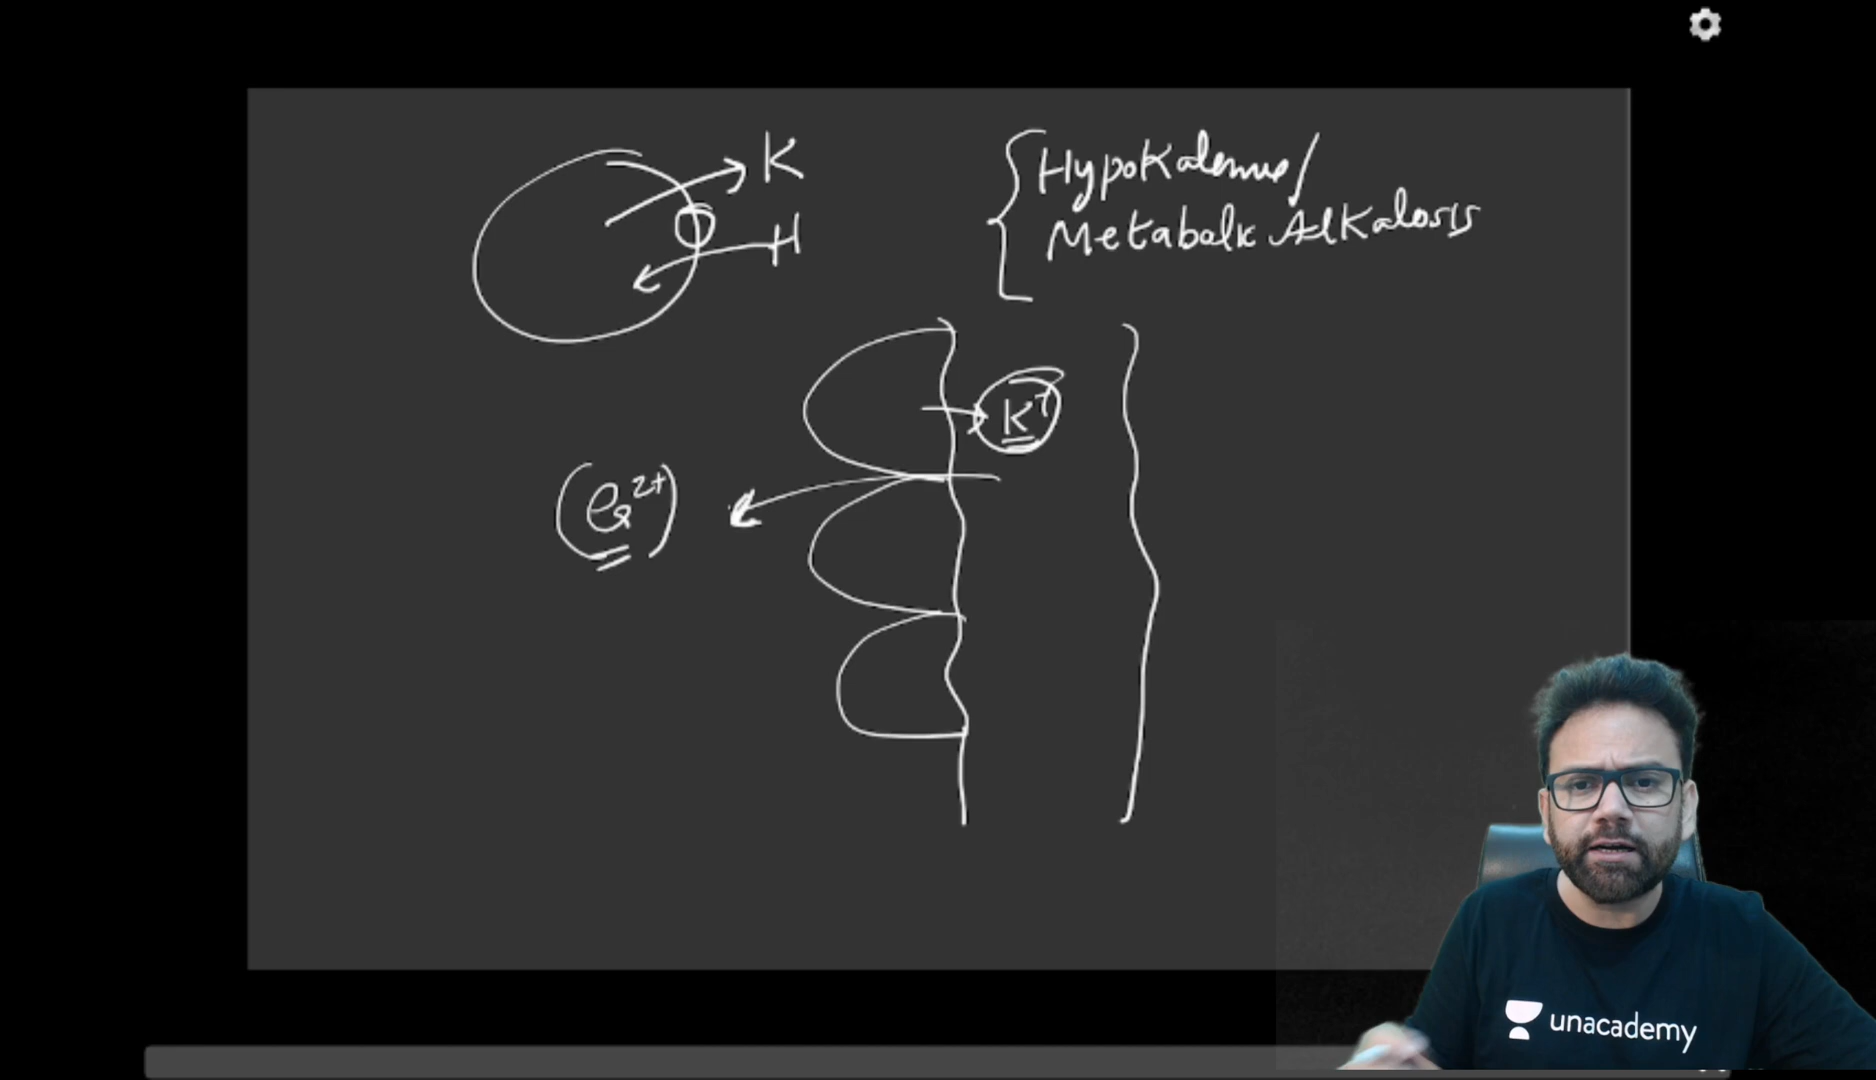 K
H
Hypokalemia/
Metabolic Alkalosis
K+
(Ca2+)
unacademy